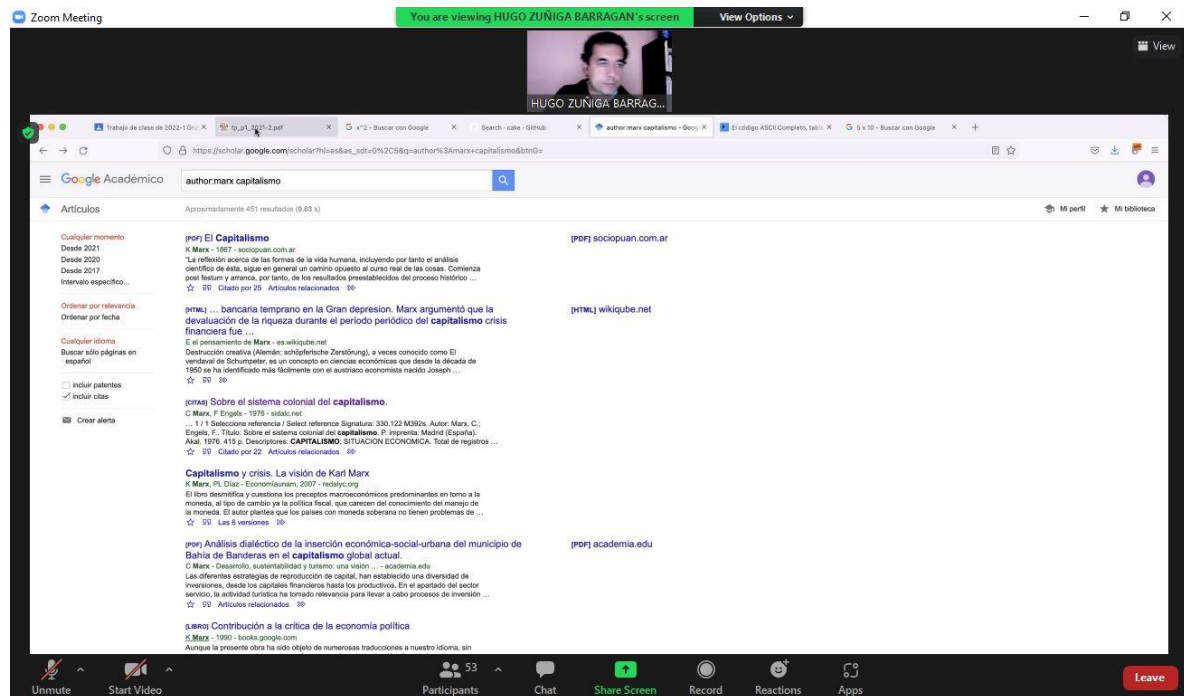 Zoom Meeting
You are viewing HUGO ZUÑIGA BARRAGAN's screen
View Options
View
HUGO ZUÑIGA BARRAG...
Trabajo de clase de 2022-1 Gru
tp_p1_2021-2.pdf
x^2 - Buscar con Google
Search · cake · GitHub
author:marx capitalismo - Goog
El código ASCII Completo, tabla
5 x 10 - Buscar con Google
https://scholar.google.com/scholar?hl=es&as_sdt=0%2C5&q=author%3Amarx+capitalismo&btnG=
Google Académico
author:marx capitalismo
Artículos
Aproximadamente 451 resultados (0.03 s)
Mi perfil
Mi biblioteca
Cualquier momento
Desde 2021
Desde 2020
Desde 2017
Intervalo específico...
Ordenar por relevancia
Ordenar por fecha
Cualquier idioma
Buscar sólo páginas en
español
incluir patentes
incluir citas
Crear alerta
[PDF] El Capitalismo
K Marx - 1867 - sociopuan.com.ar
"La reflexión acerca de las formas de la vida humana, incluyendo por tanto el análisis
científico de ésta, sigue en general un camino opuesto al curso real de las cosas. Comienza
post festum y arranca, por tanto, de los resultados preestablecidos del proceso histórico ...
Citado por 25 Artículos relacionados
[PDF] sociopuan.com.ar
[HTML] ... bancaria temprano en la Gran depresion. Marx argumentó que la
devaluación de la riqueza durante el período periódico del capitalismo crisis
financiera fue ...
E el pensamiento de Marx - es.wikiqube.net
Destrucción creativa (Alemán: schöpferische Zerstörung), a veces conocido como El
vendaval de Schumpeter, es un concepto en ciencias económicas que desde la década de
1950 se ha identificado más fácilmente con el austriaco economista nacido Joseph ...
[HTML] wikiqube.net
[CITAS] Sobre el sistema colonial del capitalismo.
C Marx, F Engels - 1976 - sidalc.net
... 1 / 1 Seleccione referencia / Select reference Signatura: 330.122 M392s. Autor: Marx, C.;
Engels, F.. Título: Sobre el sistema colonial del capitalismo. P. imprenta: Madrid (España).
Akal. 1976. 415 p. Descriptores: CAPITALISMO; SITUACION ECONOMICA. Total de registros ...
Citado por 22 Artículos relacionados
Capitalismo y crisis. La visión de Karl Marx
K Marx, PL Díaz - Economíaunam, 2007 - redalyc.org
El libro desmitifica y cuestiona los preceptos macroeconómicos predominantes en torno a la
moneda, al tipo de cambio ya la política fiscal, que carecen del conocimiento del manejo de
la moneda. El autor plantea que los países con moneda soberana no tienen problemas de ...
Las 6 versiones
[PDF] Análisis dialéctico de la inserción económica-social-urbana del municipio de
Bahía de Banderas en el capitalismo global actual.
C Marx - Desarrollo, sustentabilidad y turismo: una visión ... - academia.edu
Las diferentes estrategias de reproducción de capital, han establecido una diversidad de
inversiones, desde los capitales financieros hasta los productivos. En el apartado del sector
servicio, la actividad turística ha tomado relevancia para llevar a cabo procesos de inversión ...
Artículos relacionados
[PDF] academia.edu
[LIBRO] Contribución a la crítica de la economía política
K Marx - 1990 - books.google.com
Aunque la presente obra ha sido objeto de numerosas traducciones a nuestro idioma, sin
Unmute
Start Video
53
Participants
Chat
Share Screen
Record
Reactions
Apps
Leave